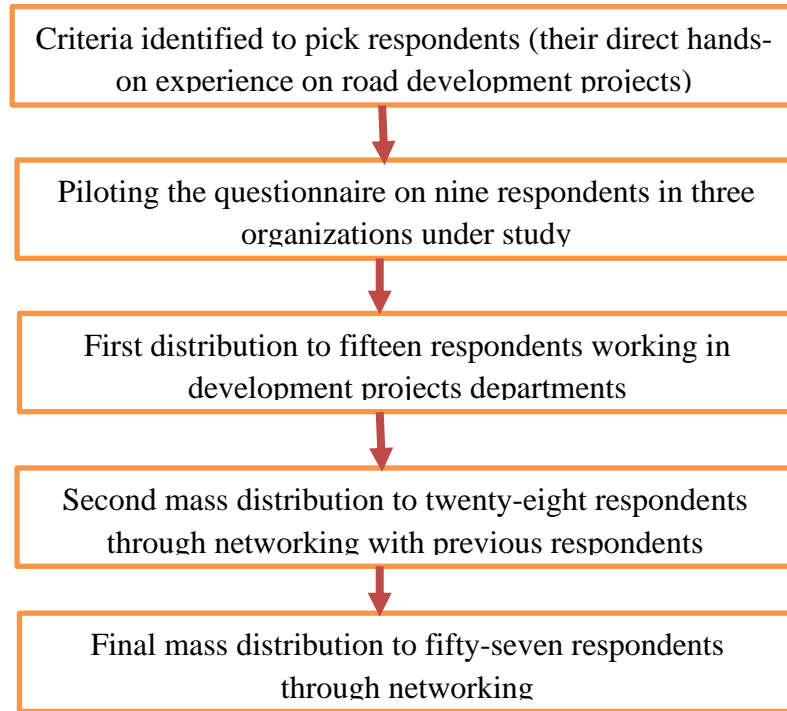 Criteria identified to pick respondents (their direct hands-
on experience on road development projects)
Piloting the questionnaire on nine respondents in three
organizations under study
First distribution to fifteen respondents working in
development projects departments
Second mass distribution to twenty-eight respondents
through networking with previous respondents
Final mass distribution to fifty-seven respondents
through networking